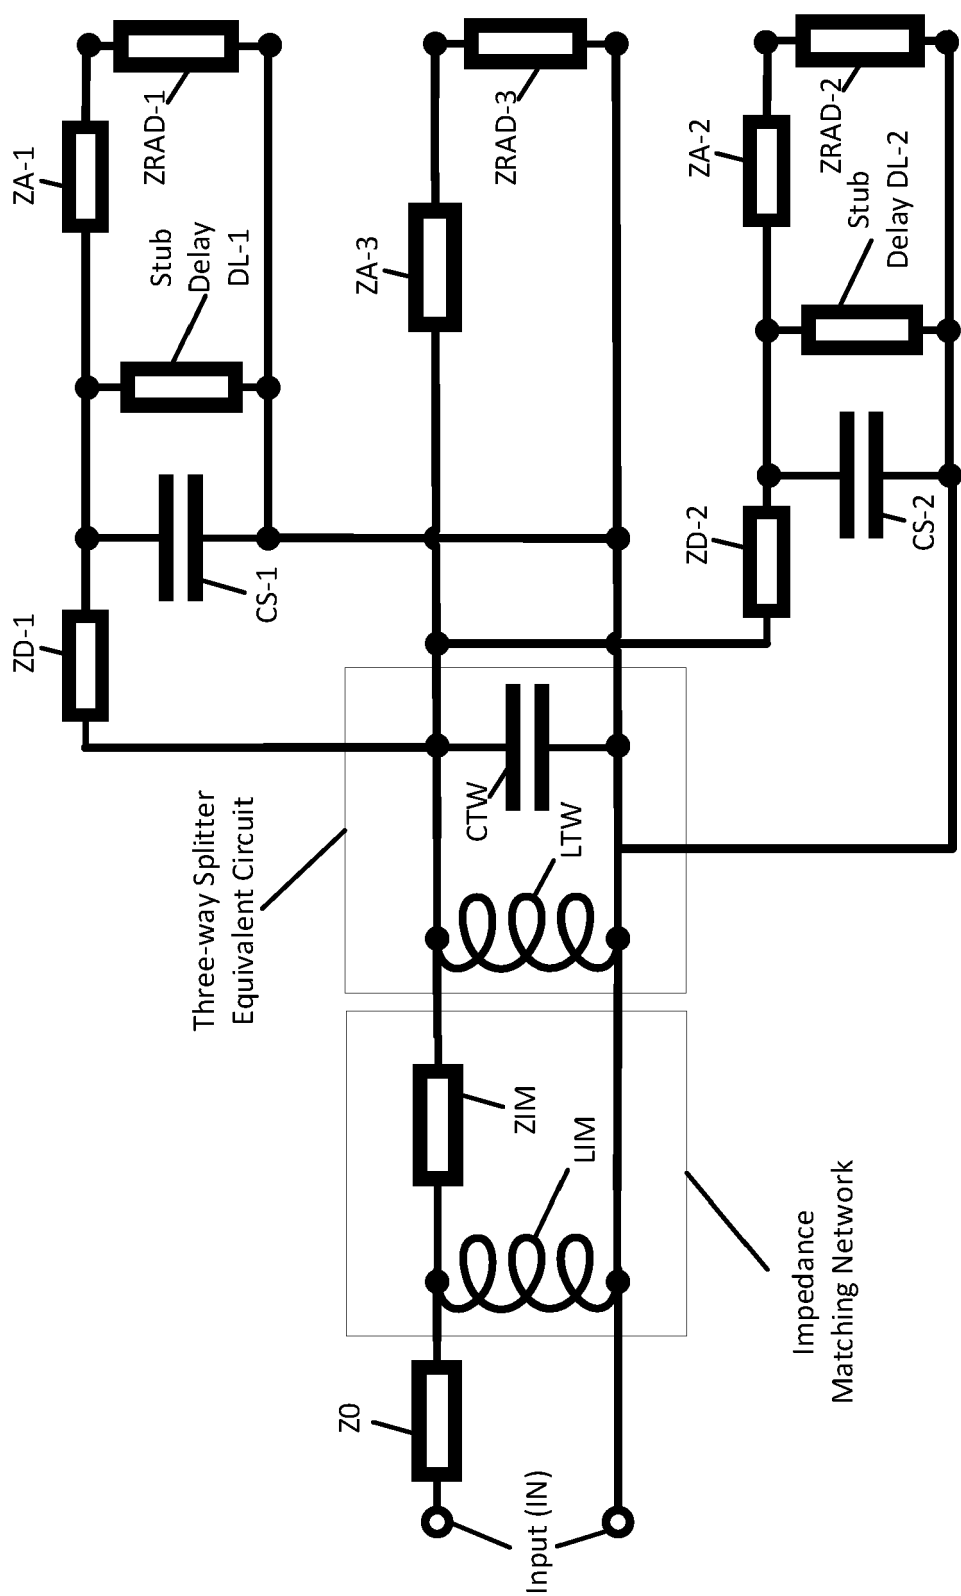 ZA-1
ZRAD-1
Stub
Delay
DL-1
CS-1
ZD-1
ZRAD-3
ZA-3
ZA-2
ZRAD-2
Stub
Delay DL-2
ZD-2
CS-2
Three-way Splitter
Equivalent Circuit
CTW
LTW
ZIM
LIM
Z0
Input (IN)
Impedance
Matching Network